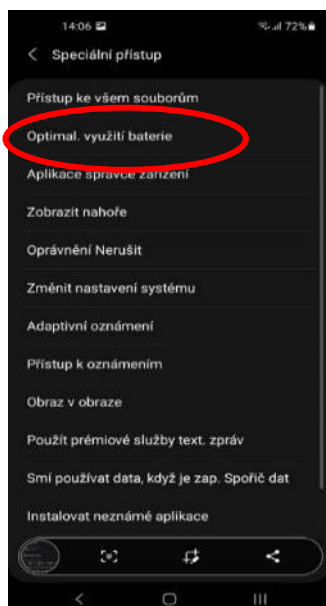 14:06 72%
Speciální přístup
Přístup ke všem souborům
Optimal. využití baterie
Aplikace správce zařízení
Zobrazit nahoře
Oprávnění Nerušit
Změnit nastavení systému
Adaptivní oznámení
Přístup k oznámením
Obraz v obraze
Použít prémiové služby text. zpráv
Smí používat data, když je zap. Spořič dat
Instalovat neznámé aplikace